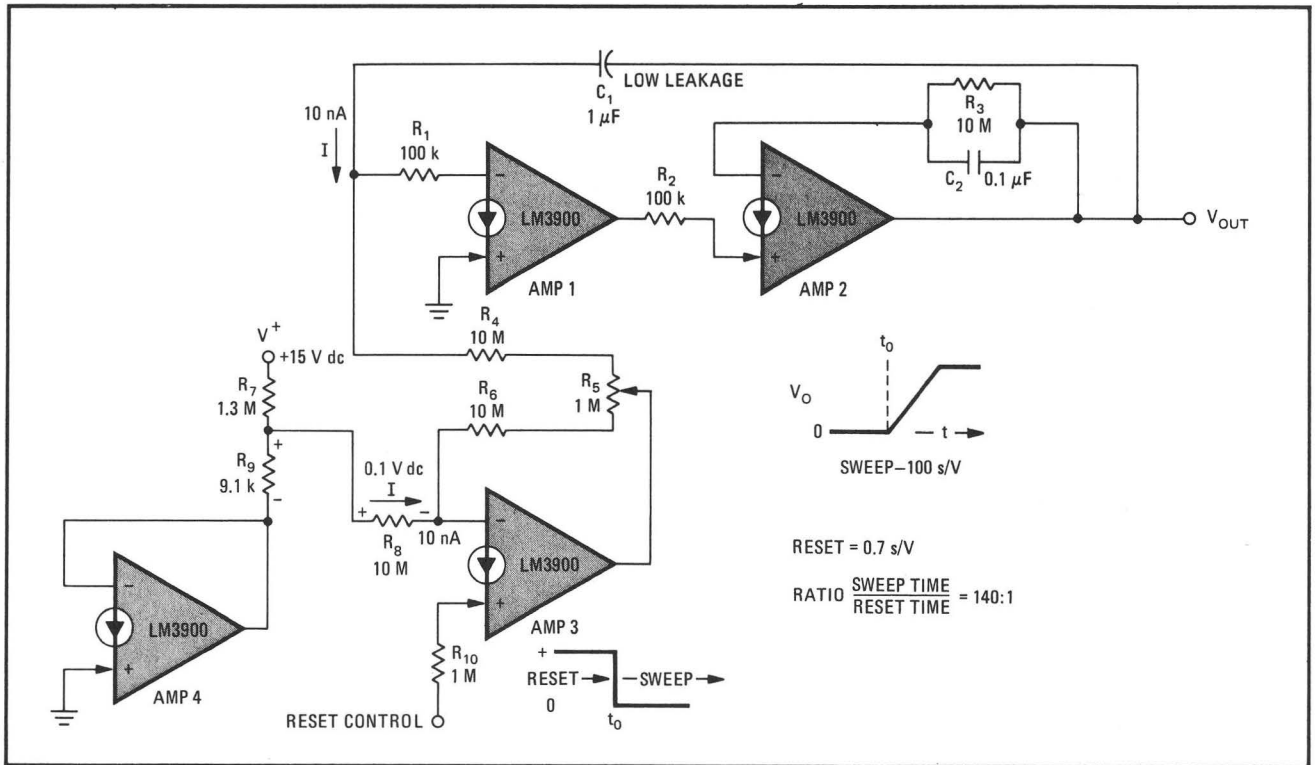 C1
1 μF
LOW LEAKAGE
R3
10 M
C2
0.1 μF
10 nA
I
R1
100 k
−
LM3900
+
AMP 1
R2
100 k
−
LM3900
+
AMP 2
VOUT
R4
10 M
V+
+15 V dc
R7
1.3 M
R6
10 M
R5
1 M
+
R9
9.1 k
−
0.1 V dc
I
+
−
R8
10 M
10 nA
−
LM3900
+
AMP 3
R10
1 M
RESET CONTROL
−
LM3900
+
AMP 4
+
RESET
SWEEP
0
t0
t0
VO
0
t
SWEEP–100 s/V
RESET = 0.7 s/V
RATIO SWEEP TIME
RESET TIME = 140:1